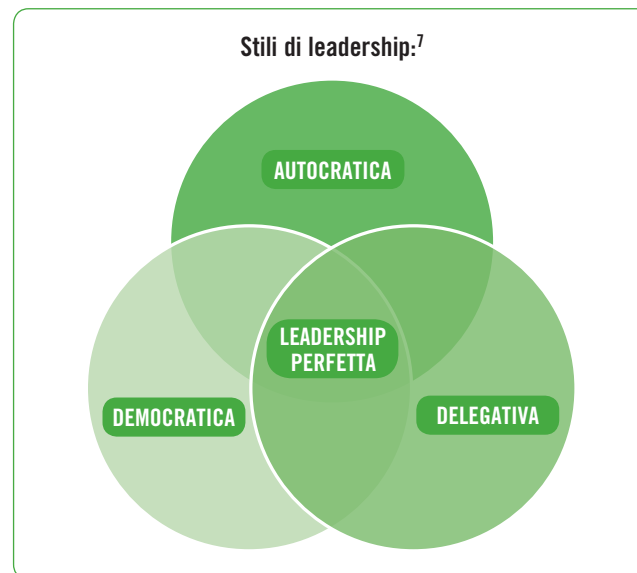 Stili di leadership:7
AUTOCRATICA
LEADERSHIP
PERFETTA
DEMOCRATICA
DELEGATIVA